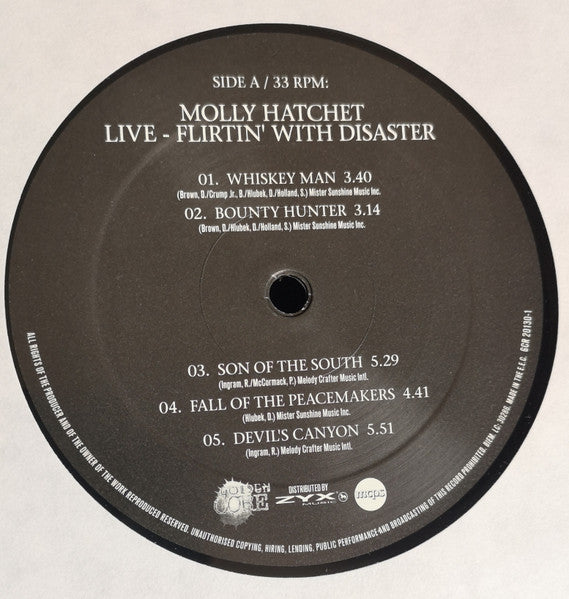 SIDE A / 33 RPM:
MOLLY HATCHET
LIVE - FLIRTIN' WITH DISASTER
01. WHISKEY MAN 3.40
(Brown, D./Crump Jr., B./Hlubek, D./Holland, S.) Mister Sunshine Music Inc.
02. BOUNTY HUNTER 3.14
(Brown, D./Hlubek, D./Holland, S.) Mister Sunshine Music Inc.
03. SON OF THE SOUTH 5.29
(Ingram, R./McCormack, P.) Melody Crafter Music Intl.
04. FALL OF THE PEACEMAKERS 4.41
(Hlubek, D.) Mister Sunshine Music Inc.
05. DEVIL'S CANYON 5.51
(Ingram, R.) Melody Crafter Music Intl.
GOLDEN CORE
DISTRIBUTED BY
ZYX
MUSIC
mcps
ALL RIGHTS OF THE PRODUCER AND OF THE OWNER OF THE WORK REPRODUCED RESERVED. UNAUTHORISED COPYING, HIRING, LENDING, PUBLIC PERFORMANCE AND BROADCASTING OF THIS RECORD PROHIBITED. BIEM. LC-30280. MADE IN THE E.E.C. GCR 20130-1